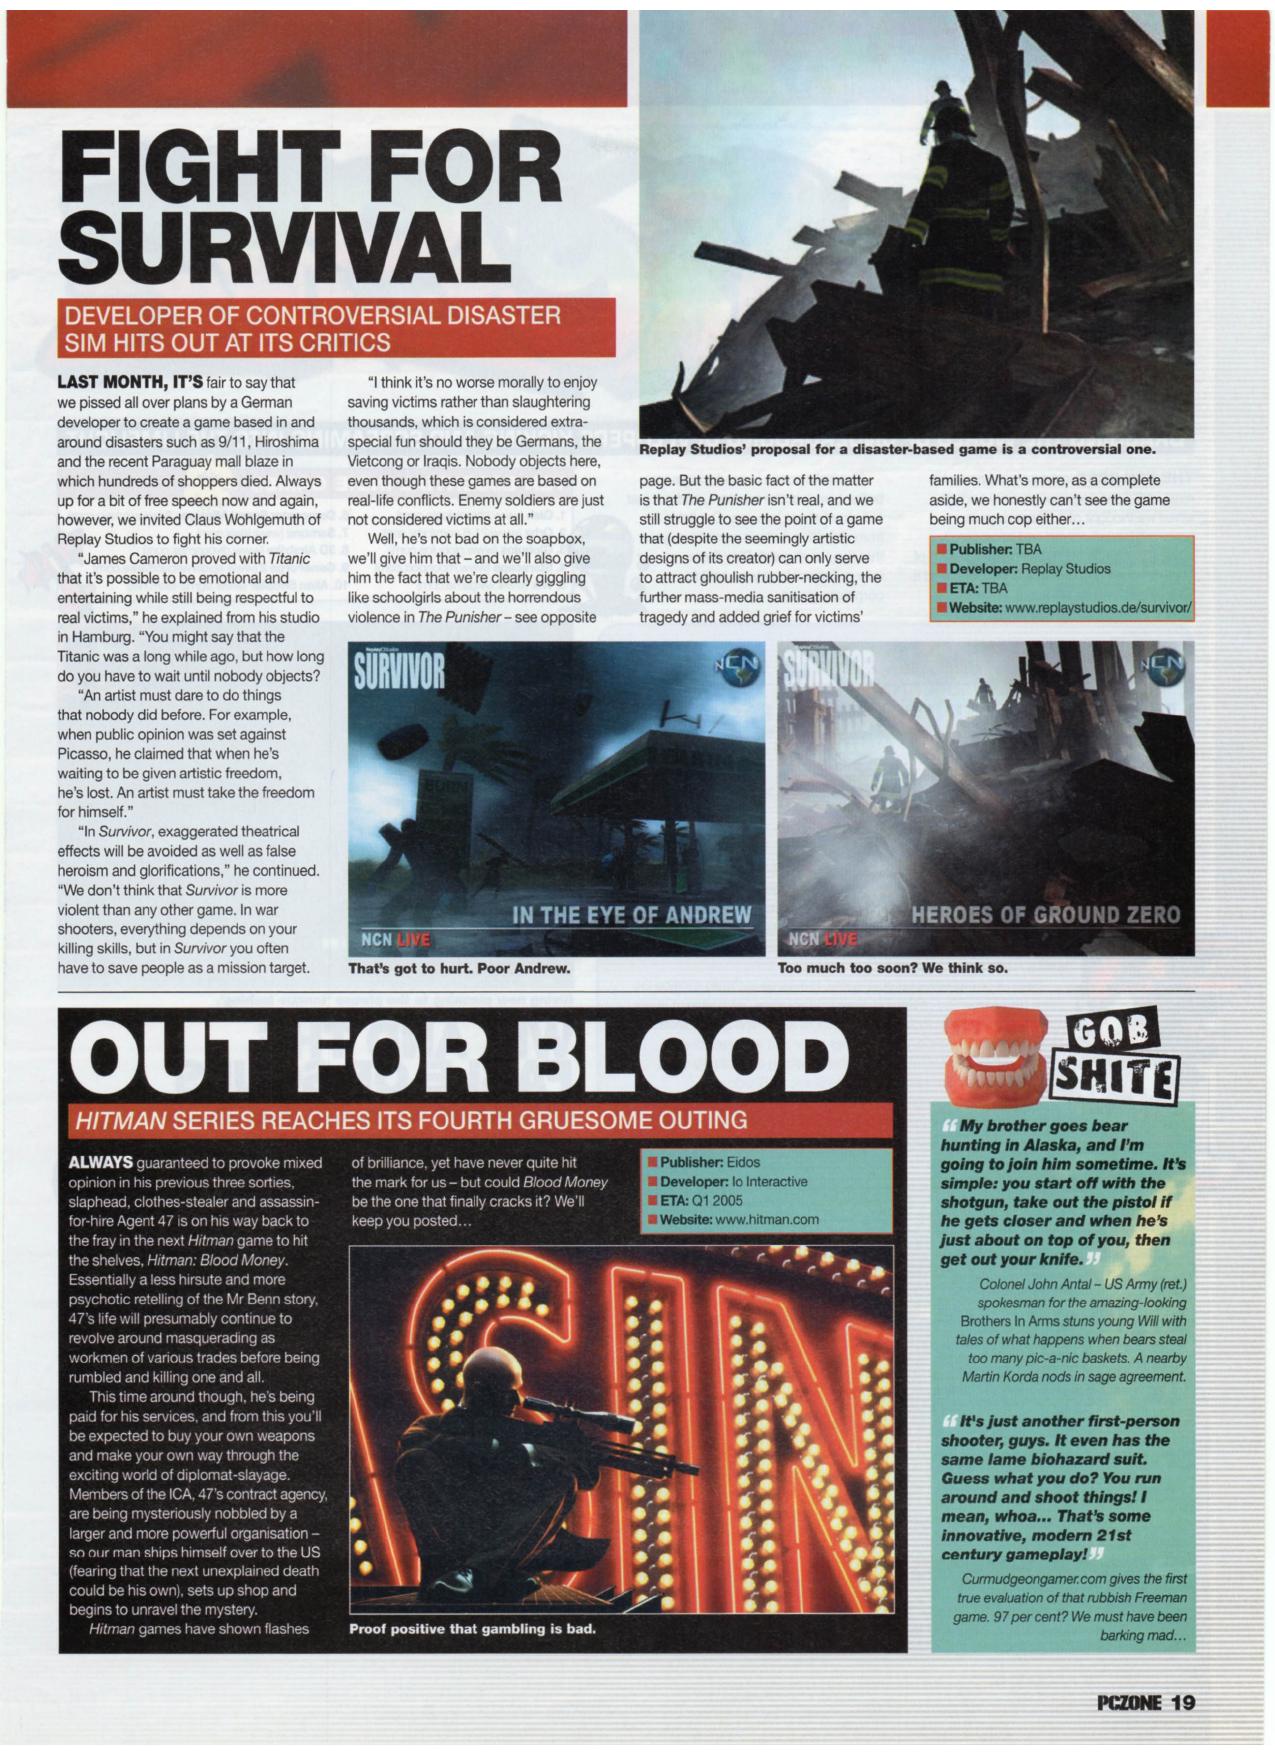 FIGHT FOR
SURVIVAL
DEVELOPER OF CONTROVERSIAL DISASTER
SIM HITS OUT AT ITS CRITICS
LAST MONTH, IT'S fair to say that
we pissed all over plans by a German
developer to create a game based in and
around disasters such as 9/11, Hiroshima
and the recent Paraguay mall blaze in
which hundreds of shoppers died. Always
up for a bit of free speech now and again,
however, we invited Claus Wohlgemuth of
Replay Studios to fight his corner.
"James Cameron proved with Titanic
that it's possible to be emotional and
entertaining while still being respectful to
real victims," he explained from his studio
in Hamburg. "You might say that the
Titanic was a long while ago, but how long
do you have to wait until nobody objects?
"An artist must dare to do things
that nobody did before. For example,
when public opinion was set against
Picasso, he claimed that when he's
waiting to be given artistic freedom,
he's lost. An artist must take the freedom
for himself."
"In Survivor, exaggerated theatrical
effects will be avoided as well as false
heroism and glorifications," he continued.
"We don't think that Survivor is more
violent than any other game. In war
shooters, everything depends on your
killing skills, but in Survivor you often
have to save people as a mission target.
"I think it's no worse morally to enjoy
saving victims rather than slaughtering
thousands, which is considered extra-
special fun should they be Germans, the
Vietcong or Iraqis. Nobody objects here,
even though these games are based on
real-life conflicts. Enemy soldiers are just
not considered victims at all."
Well, he's not bad on the soapbox,
we'll give him that – and we'll also give
him the fact that we're clearly giggling
like schoolgirls about the horrendous
violence in The Punisher – see opposite
Replay Studios' proposal for a disaster-based game is a controversial one.
page. But the basic fact of the matter
is that The Punisher isn't real, and we
still struggle to see the point of a game
that (despite the seemingly artistic
designs of its creator) can only serve
to attract ghoulish rubber-necking, the
further mass-media sanitisation of
tragedy and added grief for victims'
families. What's more, as a complete
aside, we honestly can't see the game
being much cop either…
Publisher: TBA
Developer: Replay Studios
ETA: TBA
Website: www.replaystudios.de/survivor/
SURVIVOR
NCN
IN THE EYE OF ANDREW
NCN LIVE
That's got to hurt. Poor Andrew.
SURVIVOR
NCN
HEROES OF GROUND ZERO
NCN LIVE
Too much too soon? We think so.
OUT FOR BLOOD
HITMAN SERIES REACHES ITS FOURTH GRUESOME OUTING
ALWAYS guaranteed to provoke mixed
opinion in his previous three sorties,
slaphead, clothes-stealer and assassin-
for-hire Agent 47 is on his way back to
the fray in the next Hitman game to hit
the shelves, Hitman: Blood Money.
Essentially a less hirsute and more
psychotic retelling of the Mr Benn story,
47's life will presumably continue to
revolve around masquerading as
workmen of various trades before being
rumbled and killing one and all.
This time around though, he's being
paid for his services, and from this you'll
be expected to buy your own weapons
and make your own way through the
exciting world of diplomat-slayage.
Members of the ICA, 47's contract agency,
are being mysteriously nobbled by a
larger and more powerful organisation –
so our man ships himself over to the US
(fearing that the next unexplained death
could be his own), sets up shop and
begins to unravel the mystery.
Hitman games have shown flashes
of brilliance, yet have never quite hit
the mark for us – but could Blood Money
be the one that finally cracks it? We'll
keep you posted…
Publisher: Eidos
Developer: Io Interactive
ETA: Q1 2005
Website: www.hitman.com
SIN
Proof positive that gambling is bad.
GOB
SHITE
“My brother goes bear
hunting in Alaska, and I'm
going to join him sometime. It's
simple: you start off with the
shotgun, take out the pistol if
he gets closer and when he's
just about on top of you, then
get out your knife.”
Colonel John Antal – US Army (ret.)
spokesman for the amazing-looking
Brothers In Arms stuns young Will with
tales of what happens when bears steal
too many pic-a-nic baskets. A nearby
Martin Korda nods in sage agreement.
“It's just another first-person
shooter, guys. It even has the
same lame biohazard suit.
Guess what you do? You run
around and shoot things! I
mean, whoa... That's some
innovative, modern 21st
century gameplay!”
Curmudgeongamer.com gives the first
true evaluation of that rubbish Freeman
game. 97 per cent? We must have been
barking mad…
PCZONE 19